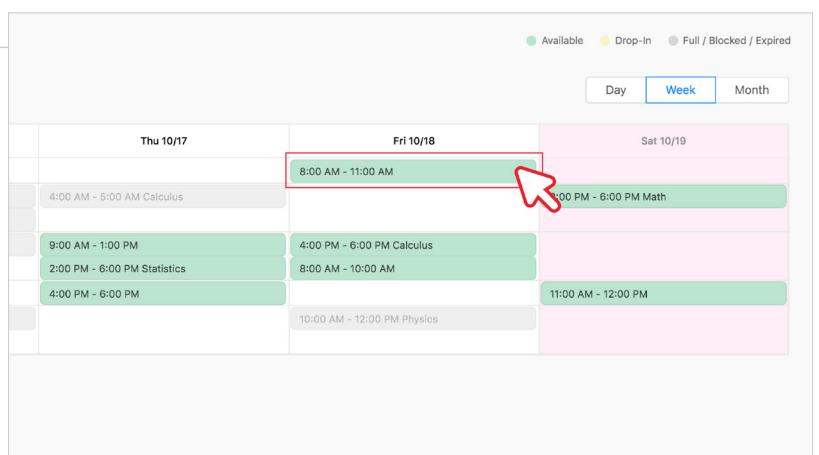 Available Drop-In Full / Blocked / Expired
Day Week Month
Thu 10/17 Fri 10/18 Sat 10/19
8:00 AM - 11:00 AM
4:00 AM - 5:00 AM Calculus :00 PM - 6:00 PM Math
9:00 AM - 1:00 PM 4:00 PM - 6:00 PM Calculus
2:00 PM - 6:00 PM Statistics 8:00 AM - 10:00 AM
4:00 PM - 6:00 PM 11:00 AM - 12:00 PM
10:00 AM - 12:00 PM Physics